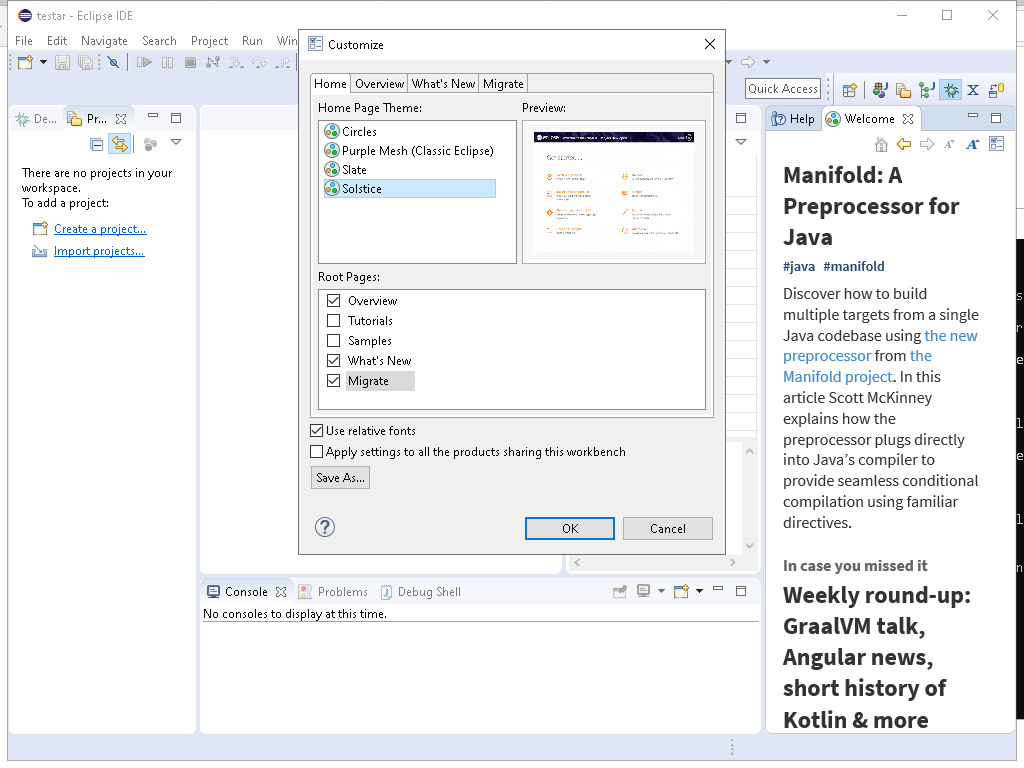 testar - Eclipse IDE
File Edit Navigate Search Project Run Win
Quick Access
De... Pr...
There are no projects in your
workspace.
To add a project:
Create a project...
Import projects...
Customize
Home Overview What's New Migrate
Home Page Theme:
Circles
Purple Mesh (Classic Eclipse)
Slate
Solstice
Preview:
Root Pages:
Overview
Tutorials
Samples
What's New
Migrate
Use relative fonts
Apply settings to all the products sharing this workbench
Save As...
OK Cancel
Console Problems Debug Shell
No consoles to display at this time.
Help Welcome
Manifold: A
Preprocessor for
Java
#java #manifold
Discover how to build
multiple targets from a single
Java codebase using the new
preprocessor from the
Manifold project. In this
article Scott McKinney
explains how the
preprocessor plugs directly
into Java’s compiler to
provide seamless conditional
compilation using familiar
directives.
In case you missed it
Weekly round-up:
GraalVM talk,
Angular news,
short history of
Kotlin & more